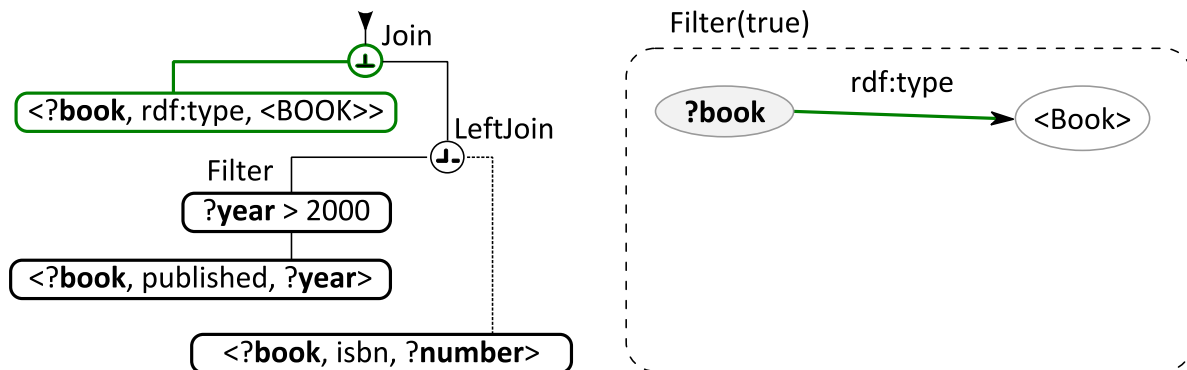 Join
<?book, rdf:type, <BOOK>>
LeftJoin
Filter
?year > 2000
<?book, published, ?year>
<?book, isbn, ?number>
Filter(true)
rdf:type
?book
<Book>